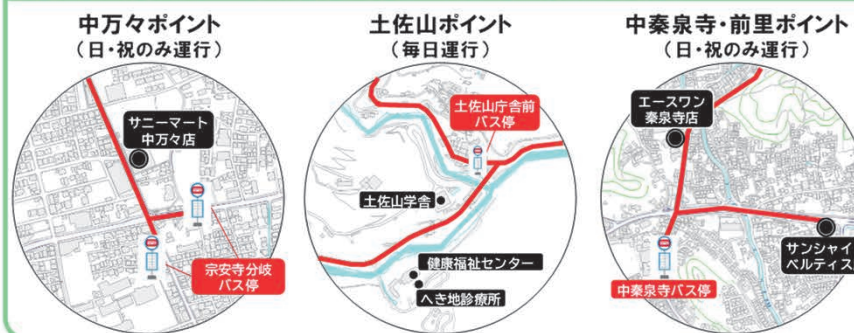 中万々ポイント
(日・祝のみ運行)
サニーマート
中万々店
宗安寺分岐
バス停
土佐山ポイント
(毎日運行)
土佐山庁舎前
バス停
土佐山学舎
健康福祉センター
へき地診療所
中秦泉寺・前里ポイント
(日・祝のみ運行)
エースワン
秦泉寺店
サンシャイ
ベルティス
中秦泉寺バス停